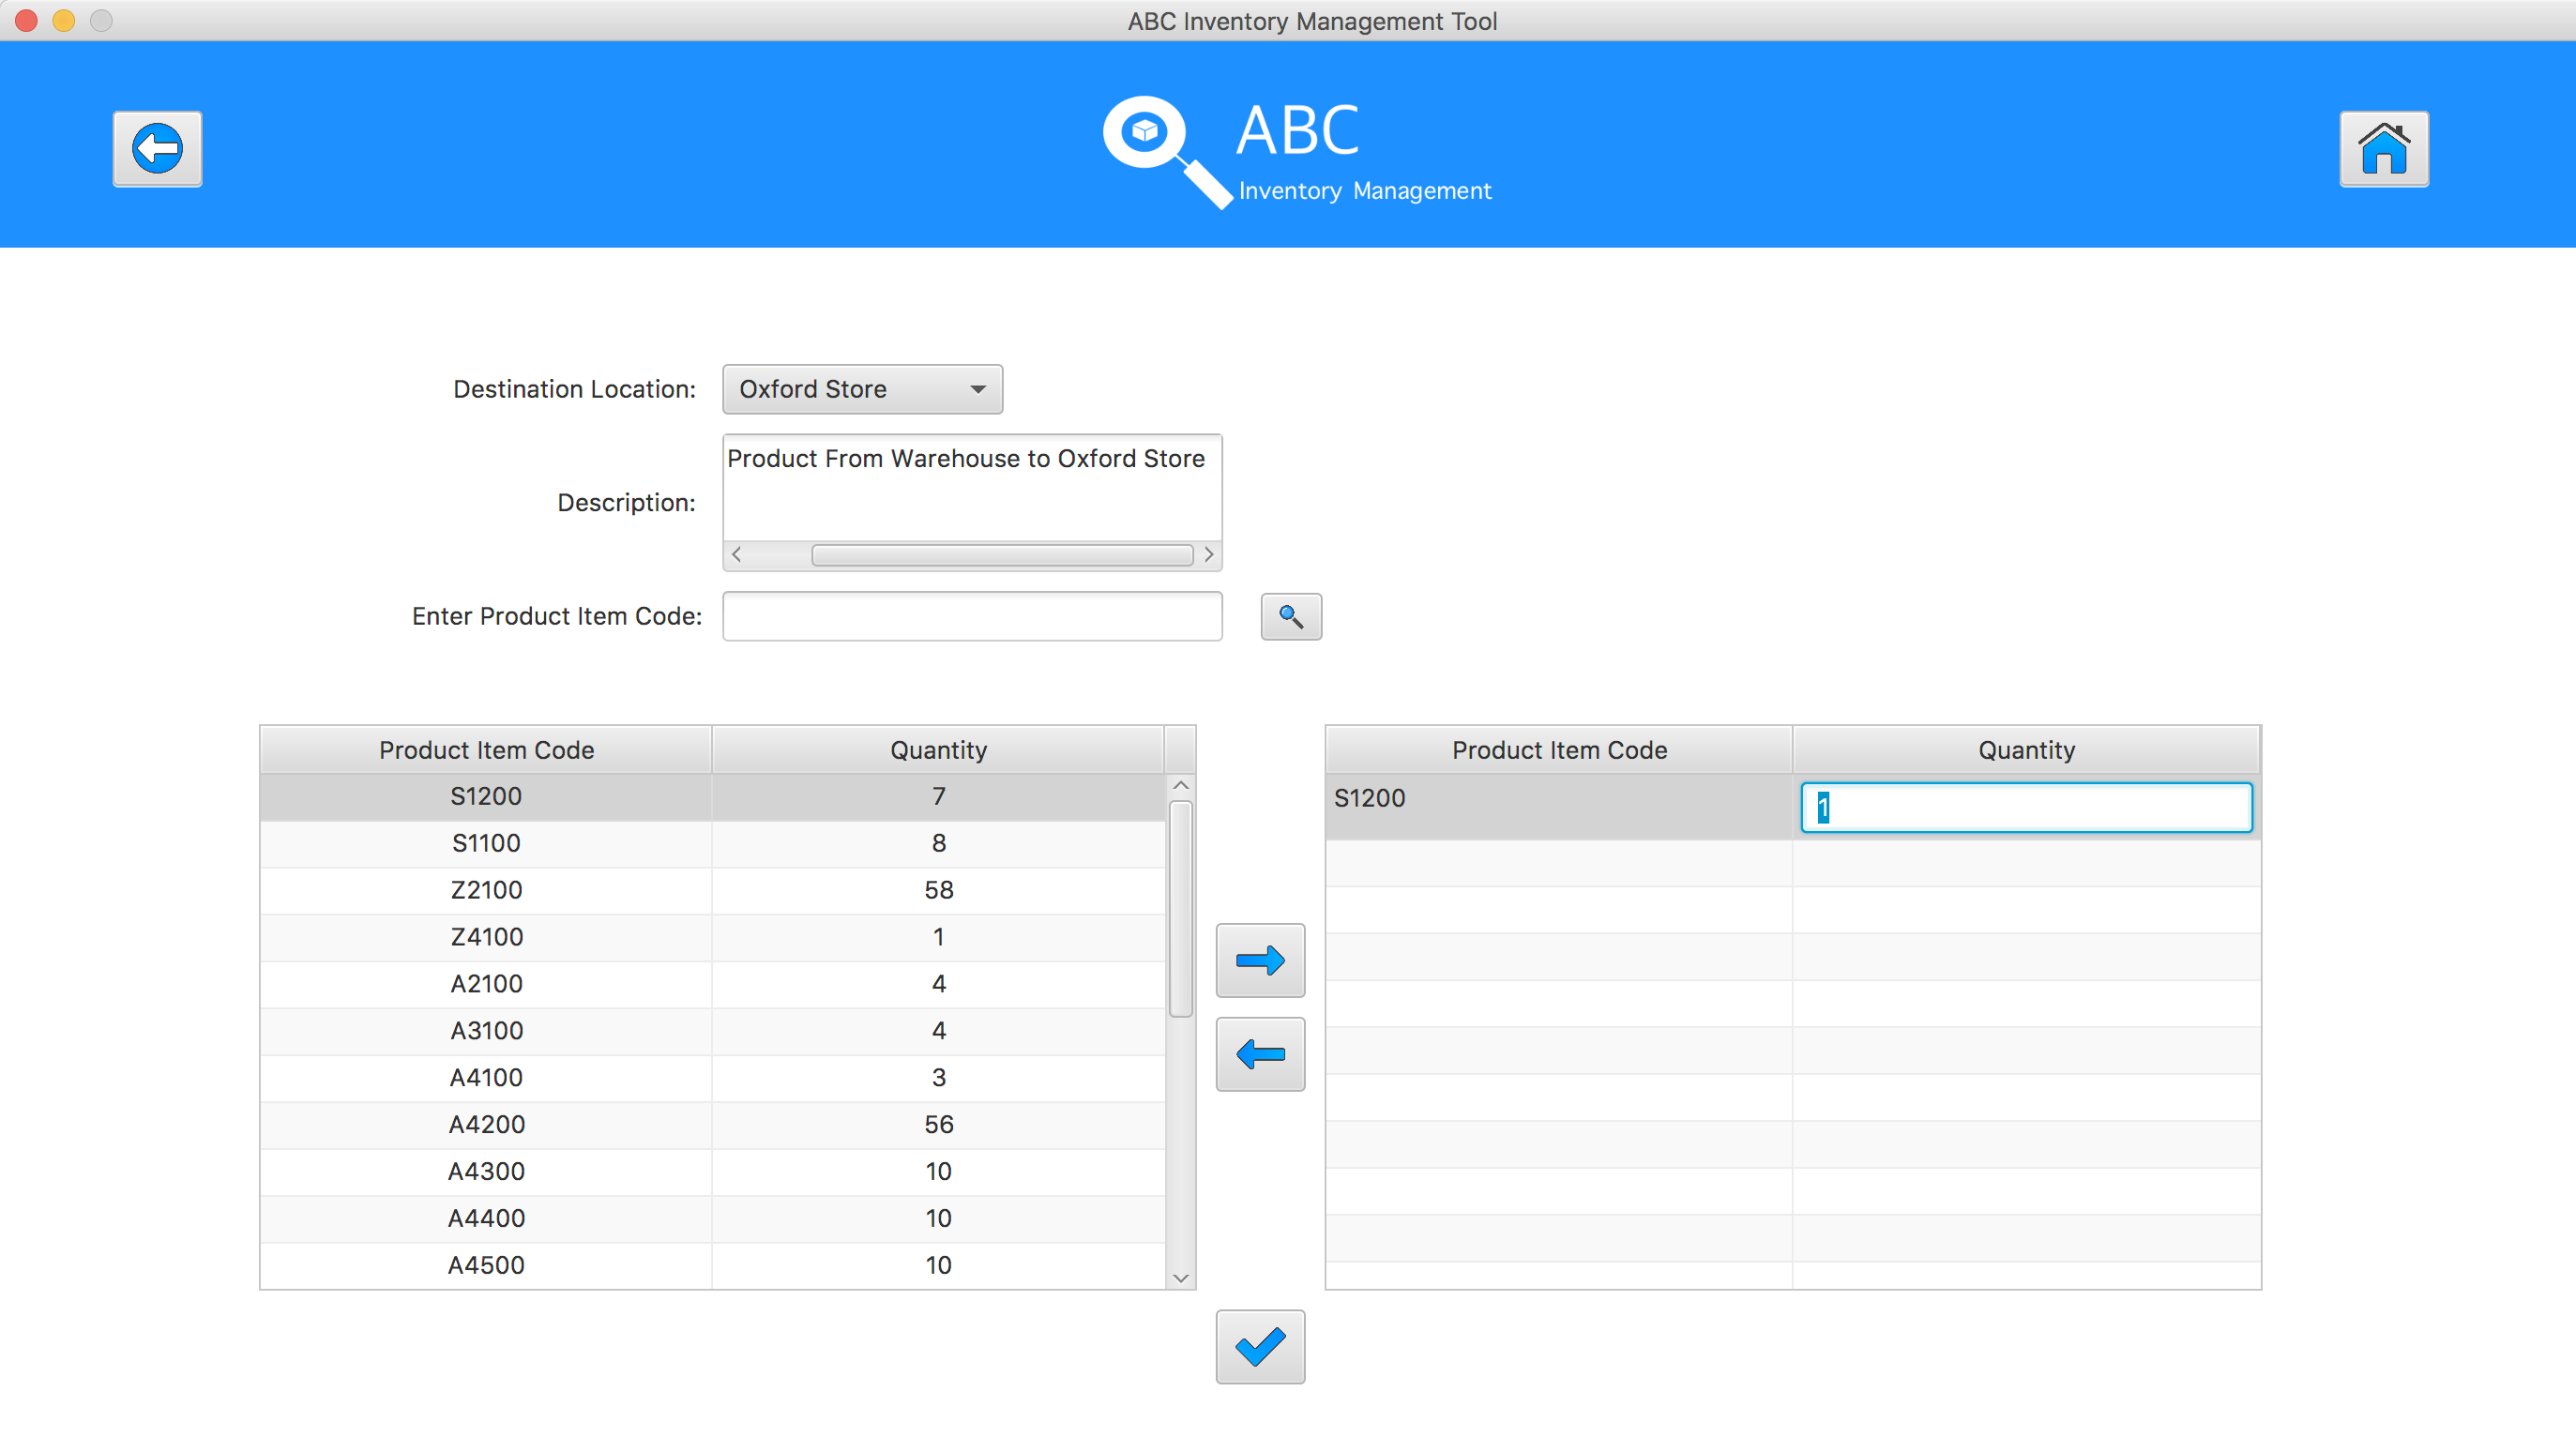 ABC Inventory Management Tool
ABC
Inventory Management
Destination Location: Oxford Store
Product From Warehouse to Oxford Store
Description:
Enter Product Item Code:
Product Item Code Quantity Product Item Code Quantity
S1200 7 S1200 1
S1100 8
Z2100 58
Z4100 1
A2100 4
A3100 4
A4100 3
A4200 56
A4300 10
A4400 10
A4500 10